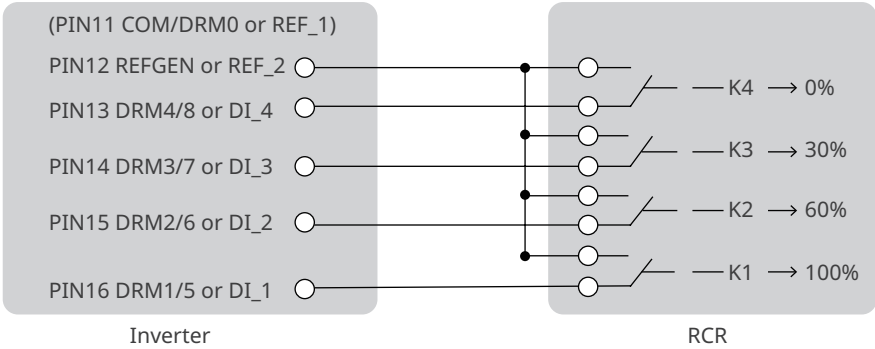 (PIN11 COM/DRM0 or REF_1)
PIN12 REFGEN or REF_2
PIN13 DRM4/8 or DI_4
K4 → 0%
PIN14 DRM3/7 or DI_3
K3 → 30%
PIN15 DRM2/6 or DI_2
K2 → 60%
PIN16 DRM1/5 or DI_1
K1 → 100%
Inverter
RCR